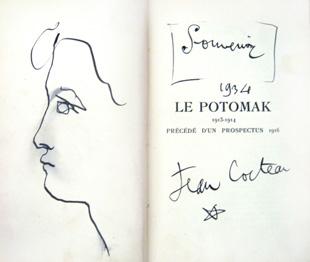 Souvenir
1934
LE POTOMAK
1913-1914
PRÉCÉDÉ D'UN PROSPECTUS 1916
Jean Cocteau